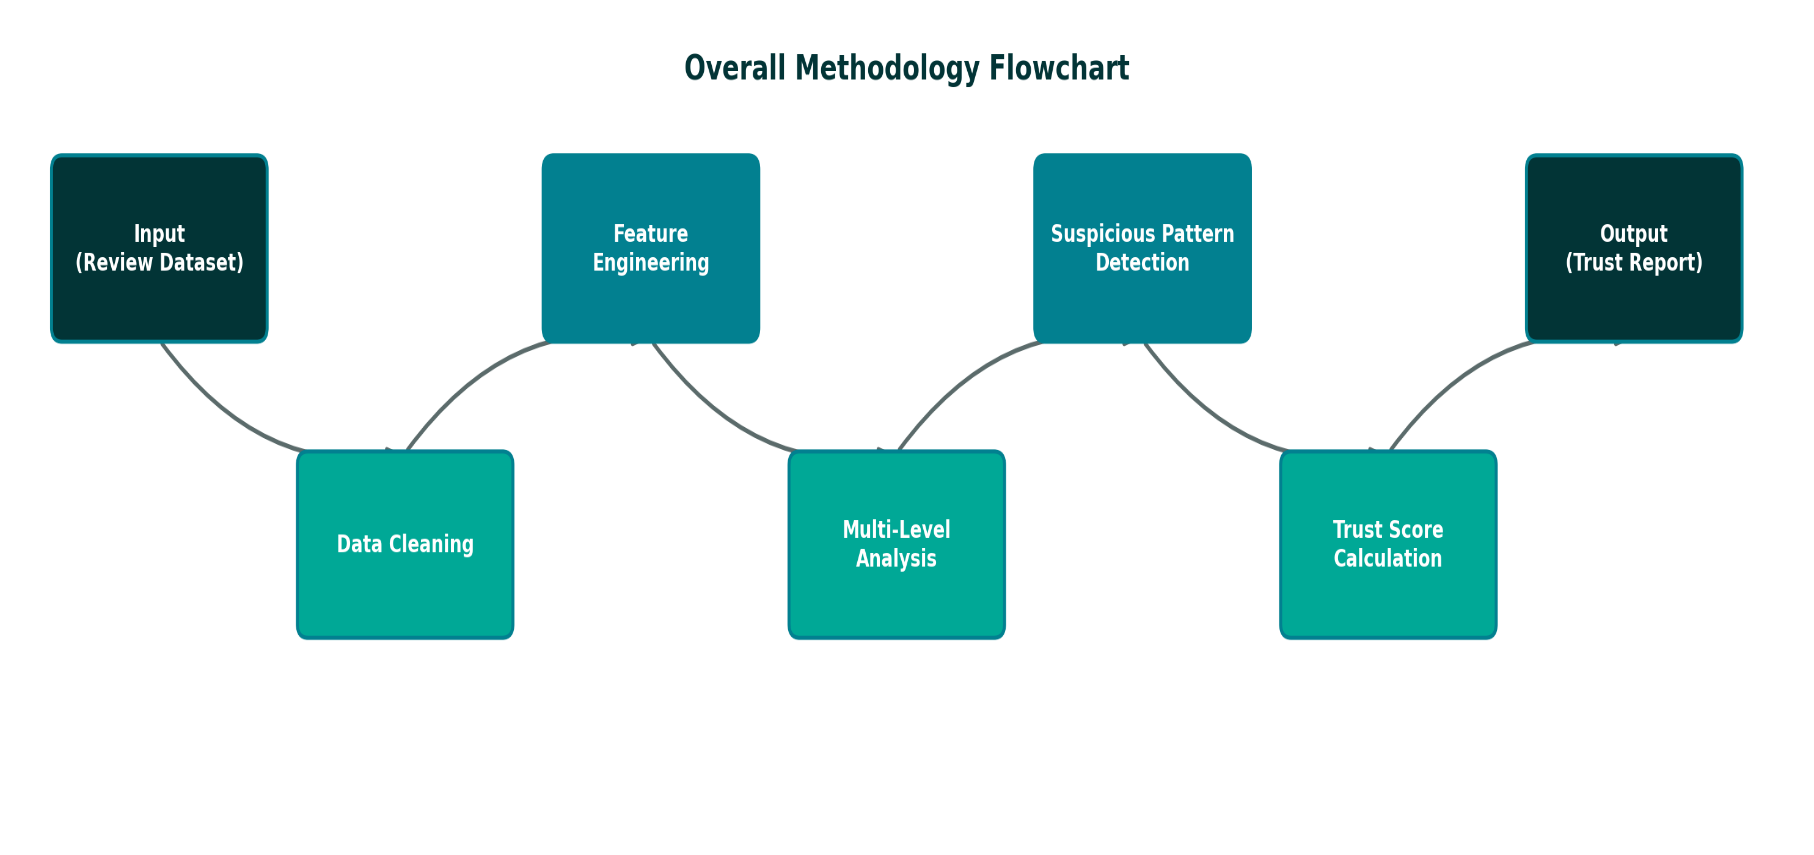 Overall Methodology Flowchart
Input
(Review Dataset)
Data Cleaning
Feature
Engineering
Multi-Level
Analysis
Suspicious Pattern
Detection
Trust Score
Calculation
Output
(Trust Report)